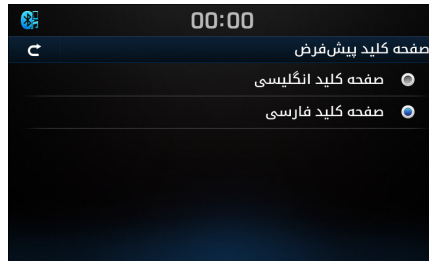 00:00
صفحه کلید پیش‌فرض
صفحه کلید انگلیسی
صفحه کلید فارسی